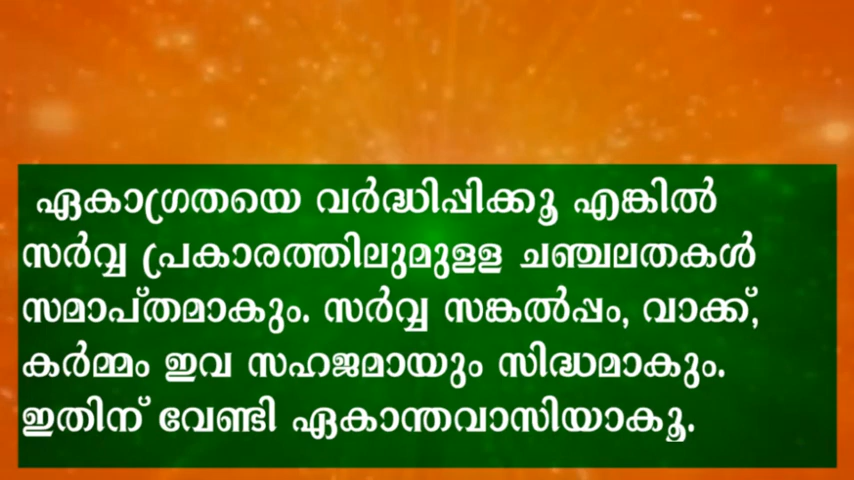 ഏകാഗ്രതയെ വർദ്ധിപ്പിക്കൂ എങ്കിൽ
സർവ്വ പ്രകാരത്തിലുമുളള ചഞ്ചലതകൾ
സമാപ്തമാകും. സർവ്വ സങ്കൽപ്പം, വാക്ക്,
കർമ്മം ഇവ സഹജമായും സിദ്ധമാകും.
ഇതിന് വേണ്ടി ഏകാന്തവാസിയാകൂ.